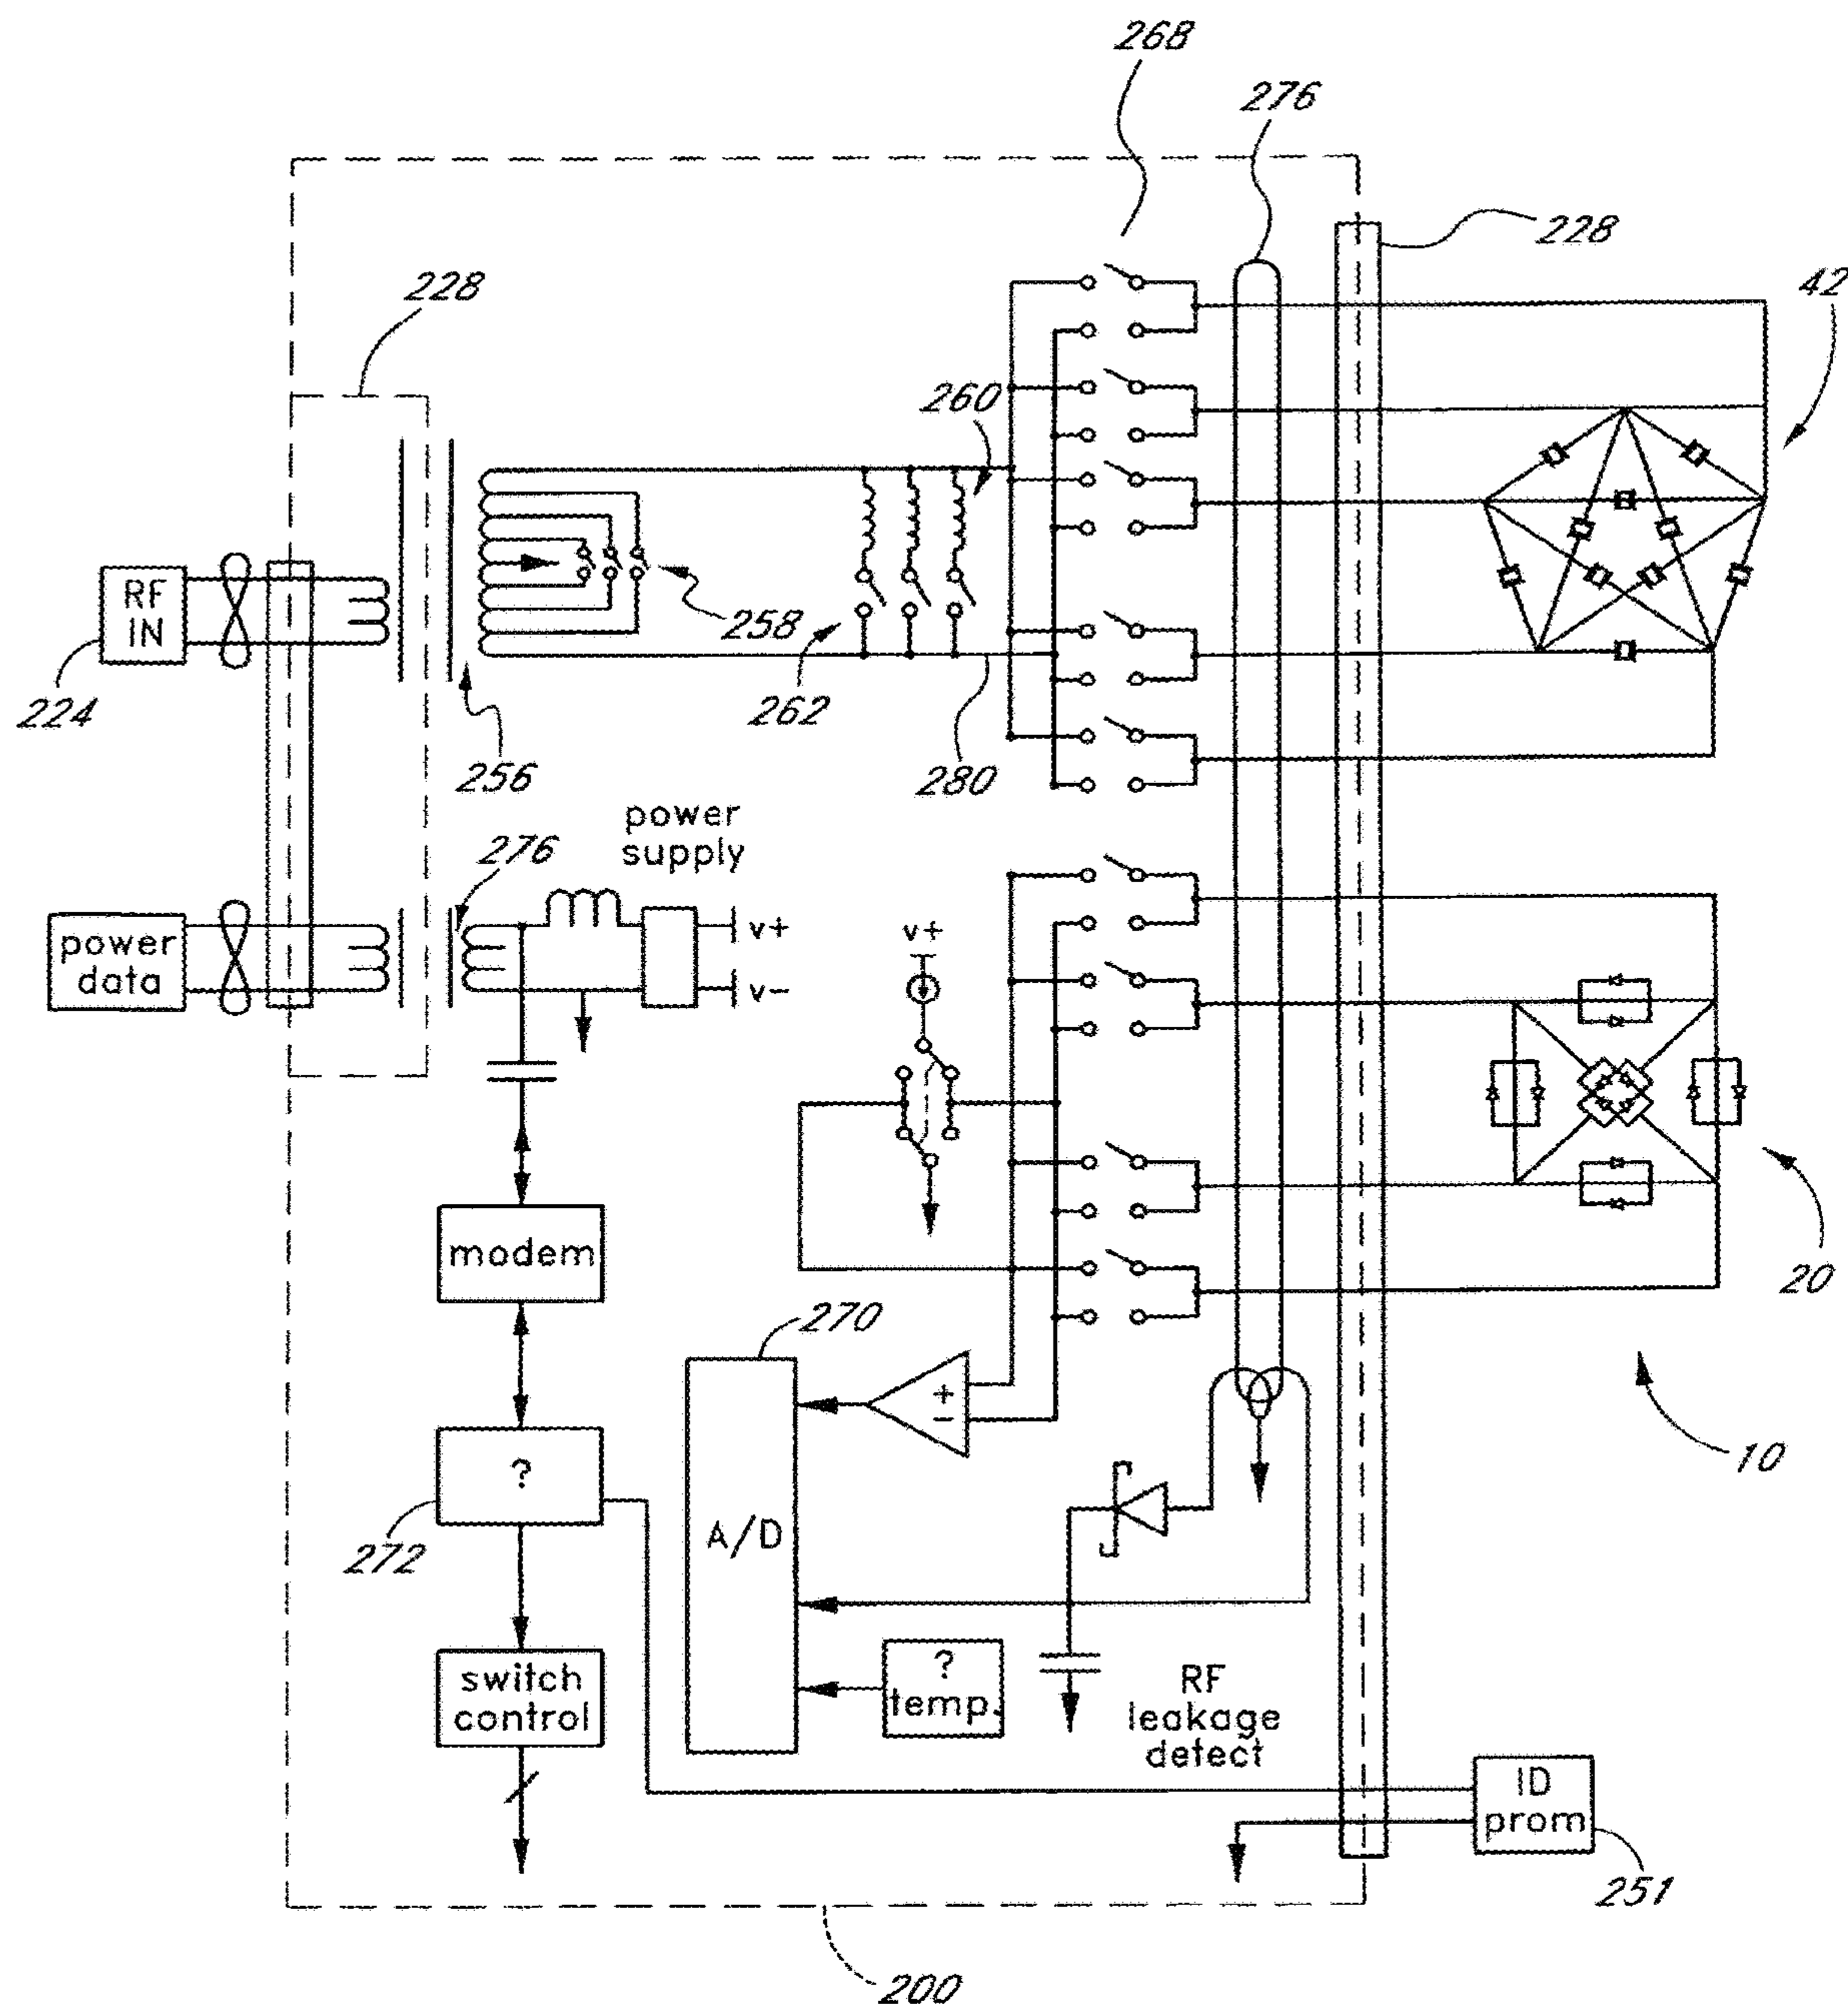 268
276
228
228
42
260
RF
IN
258
224
262
256
280
power
supply
276
v+
v+
power
data
v-
modem
20
270
+
-
10
?
272
A/D
switch
control
?
temp.
RF
leakage
detect
ID
prom
251
200